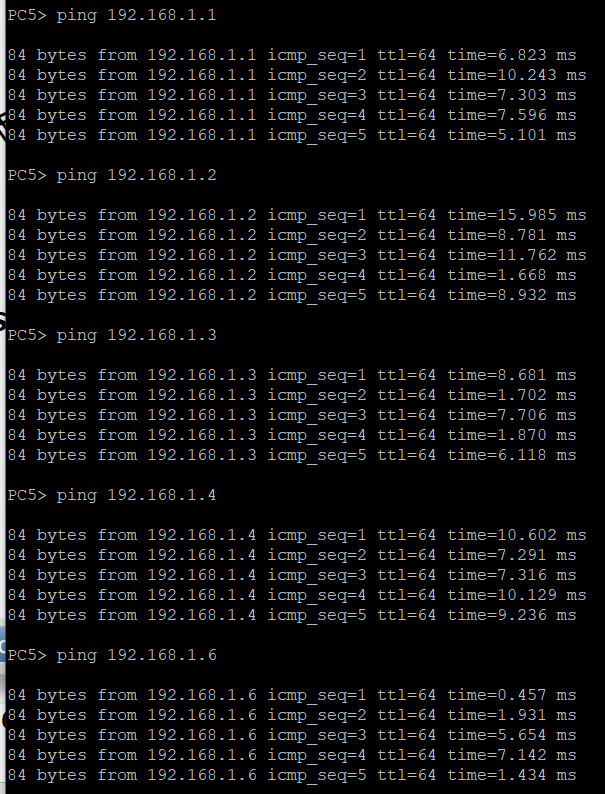 PC5> ping 192.168.1.1
84 bytes from 192.168.1.1 icmp_seq=1 ttl=64 time=6.823 ms
84 bytes from 192.168.1.1 icmp_seq=2 ttl=64 time=10.243 ms
84 bytes from 192.168.1.1 icmp_seq=3 ttl=64 time=7.303 ms
84 bytes from 192.168.1.1 icmp_seq=4 ttl=64 time=7.596 ms
84 bytes from 192.168.1.1 icmp_seq=5 ttl=64 time=5.101 ms
PC5> ping 192.168.1.2
84 bytes from 192.168.1.2 icmp_seq=1 ttl=64 time=15.985 ms
84 bytes from 192.168.1.2 icmp_seq=2 ttl=64 time=8.781 ms
84 bytes from 192.168.1.2 icmp_seq=3 ttl=64 time=11.762 ms
84 bytes from 192.168.1.2 icmp_seq=4 ttl=64 time=1.668 ms
84 bytes from 192.168.1.2 icmp_seq=5 ttl=64 time=8.932 ms
PC5> ping 192.168.1.3
84 bytes from 192.168.1.3 icmp_seq=1 ttl=64 time=8.681 ms
84 bytes from 192.168.1.3 icmp_seq=2 ttl=64 time=1.702 ms
84 bytes from 192.168.1.3 icmp_seq=3 ttl=64 time=7.706 ms
84 bytes from 192.168.1.3 icmp_seq=4 ttl=64 time=1.870 ms
84 bytes from 192.168.1.3 icmp_seq=5 ttl=64 time=6.118 ms
PC5> ping 192.168.1.4
84 bytes from 192.168.1.4 icmp_seq=1 ttl=64 time=10.602 ms
84 bytes from 192.168.1.4 icmp_seq=2 ttl=64 time=7.291 ms
84 bytes from 192.168.1.4 icmp_seq=3 ttl=64 time=7.316 ms
84 bytes from 192.168.1.4 icmp_seq=4 ttl=64 time=10.129 ms
84 bytes from 192.168.1.4 icmp_seq=5 ttl=64 time=9.236 ms
PC5> ping 192.168.1.6
84 bytes from 192.168.1.6 icmp_seq=1 ttl=64 time=0.457 ms
84 bytes from 192.168.1.6 icmp_seq=2 ttl=64 time=1.931 ms
84 bytes from 192.168.1.6 icmp_seq=3 ttl=64 time=5.654 ms
84 bytes from 192.168.1.6 icmp_seq=4 ttl=64 time=7.142 ms
84 bytes from 192.168.1.6 icmp_seq=5 ttl=64 time=1.434 ms